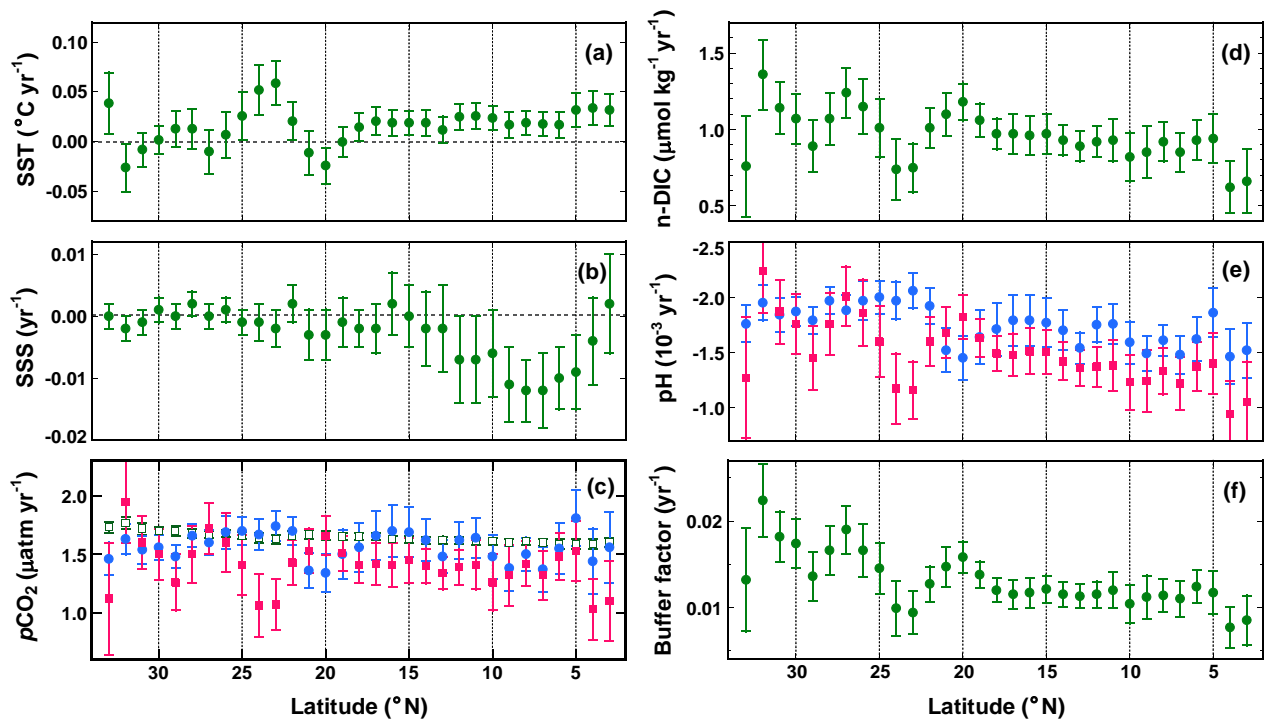 (a)
SST (°C yr-1)
0.10
0.05
0.00
-0.05
(b)
SSS (yr-1)
0.01
0.00
-0.01
-0.02
(c)
pCO2 (μatm yr-1)
2.0
1.5
1.0
30 25 20 15 10 5
Latitude (°N)
(d)
n-DIC (μmol kg-1 yr-1)
1.5
1.0
0.5
(e)
pH (10-3 yr-1)
-2.5
-2.0
-1.5
-1.0
(f)
Buffer factor (yr-1)
0.02
0.01
30 25 20 15 10 5
Latitude (°N)